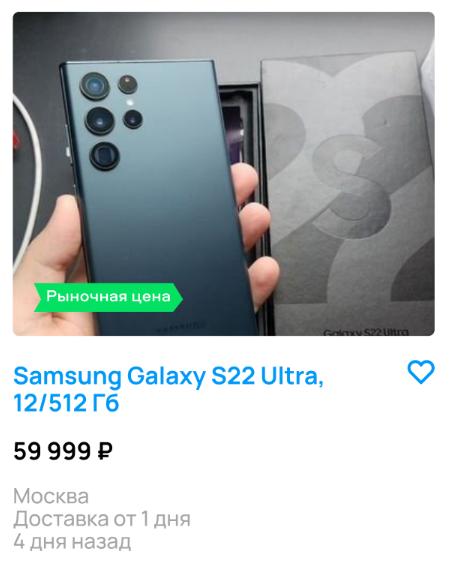 Рыночная цена
SAMSUNG
Galaxy S22 Ultra
Samsung Galaxy S22 Ultra,
12/512 Гб
59 999 ₽
Москва
Доставка от 1 дня
4 дня назад